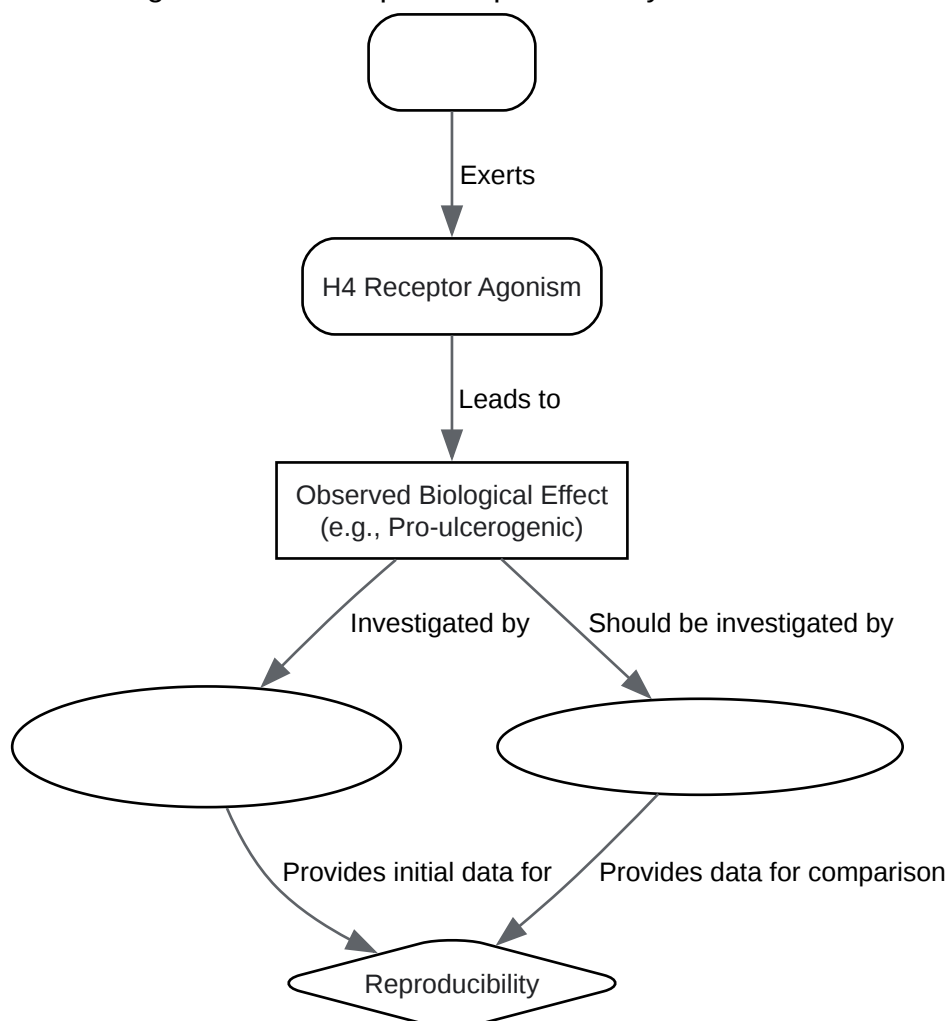 Exerts
H4 Receptor Agonism
Leads to
Observed Biological Effect
(e.g., Pro-ulcerogenic)
Investigated by
Should be investigated by
Provides initial data for
Provides data for comparison
Reproducibility